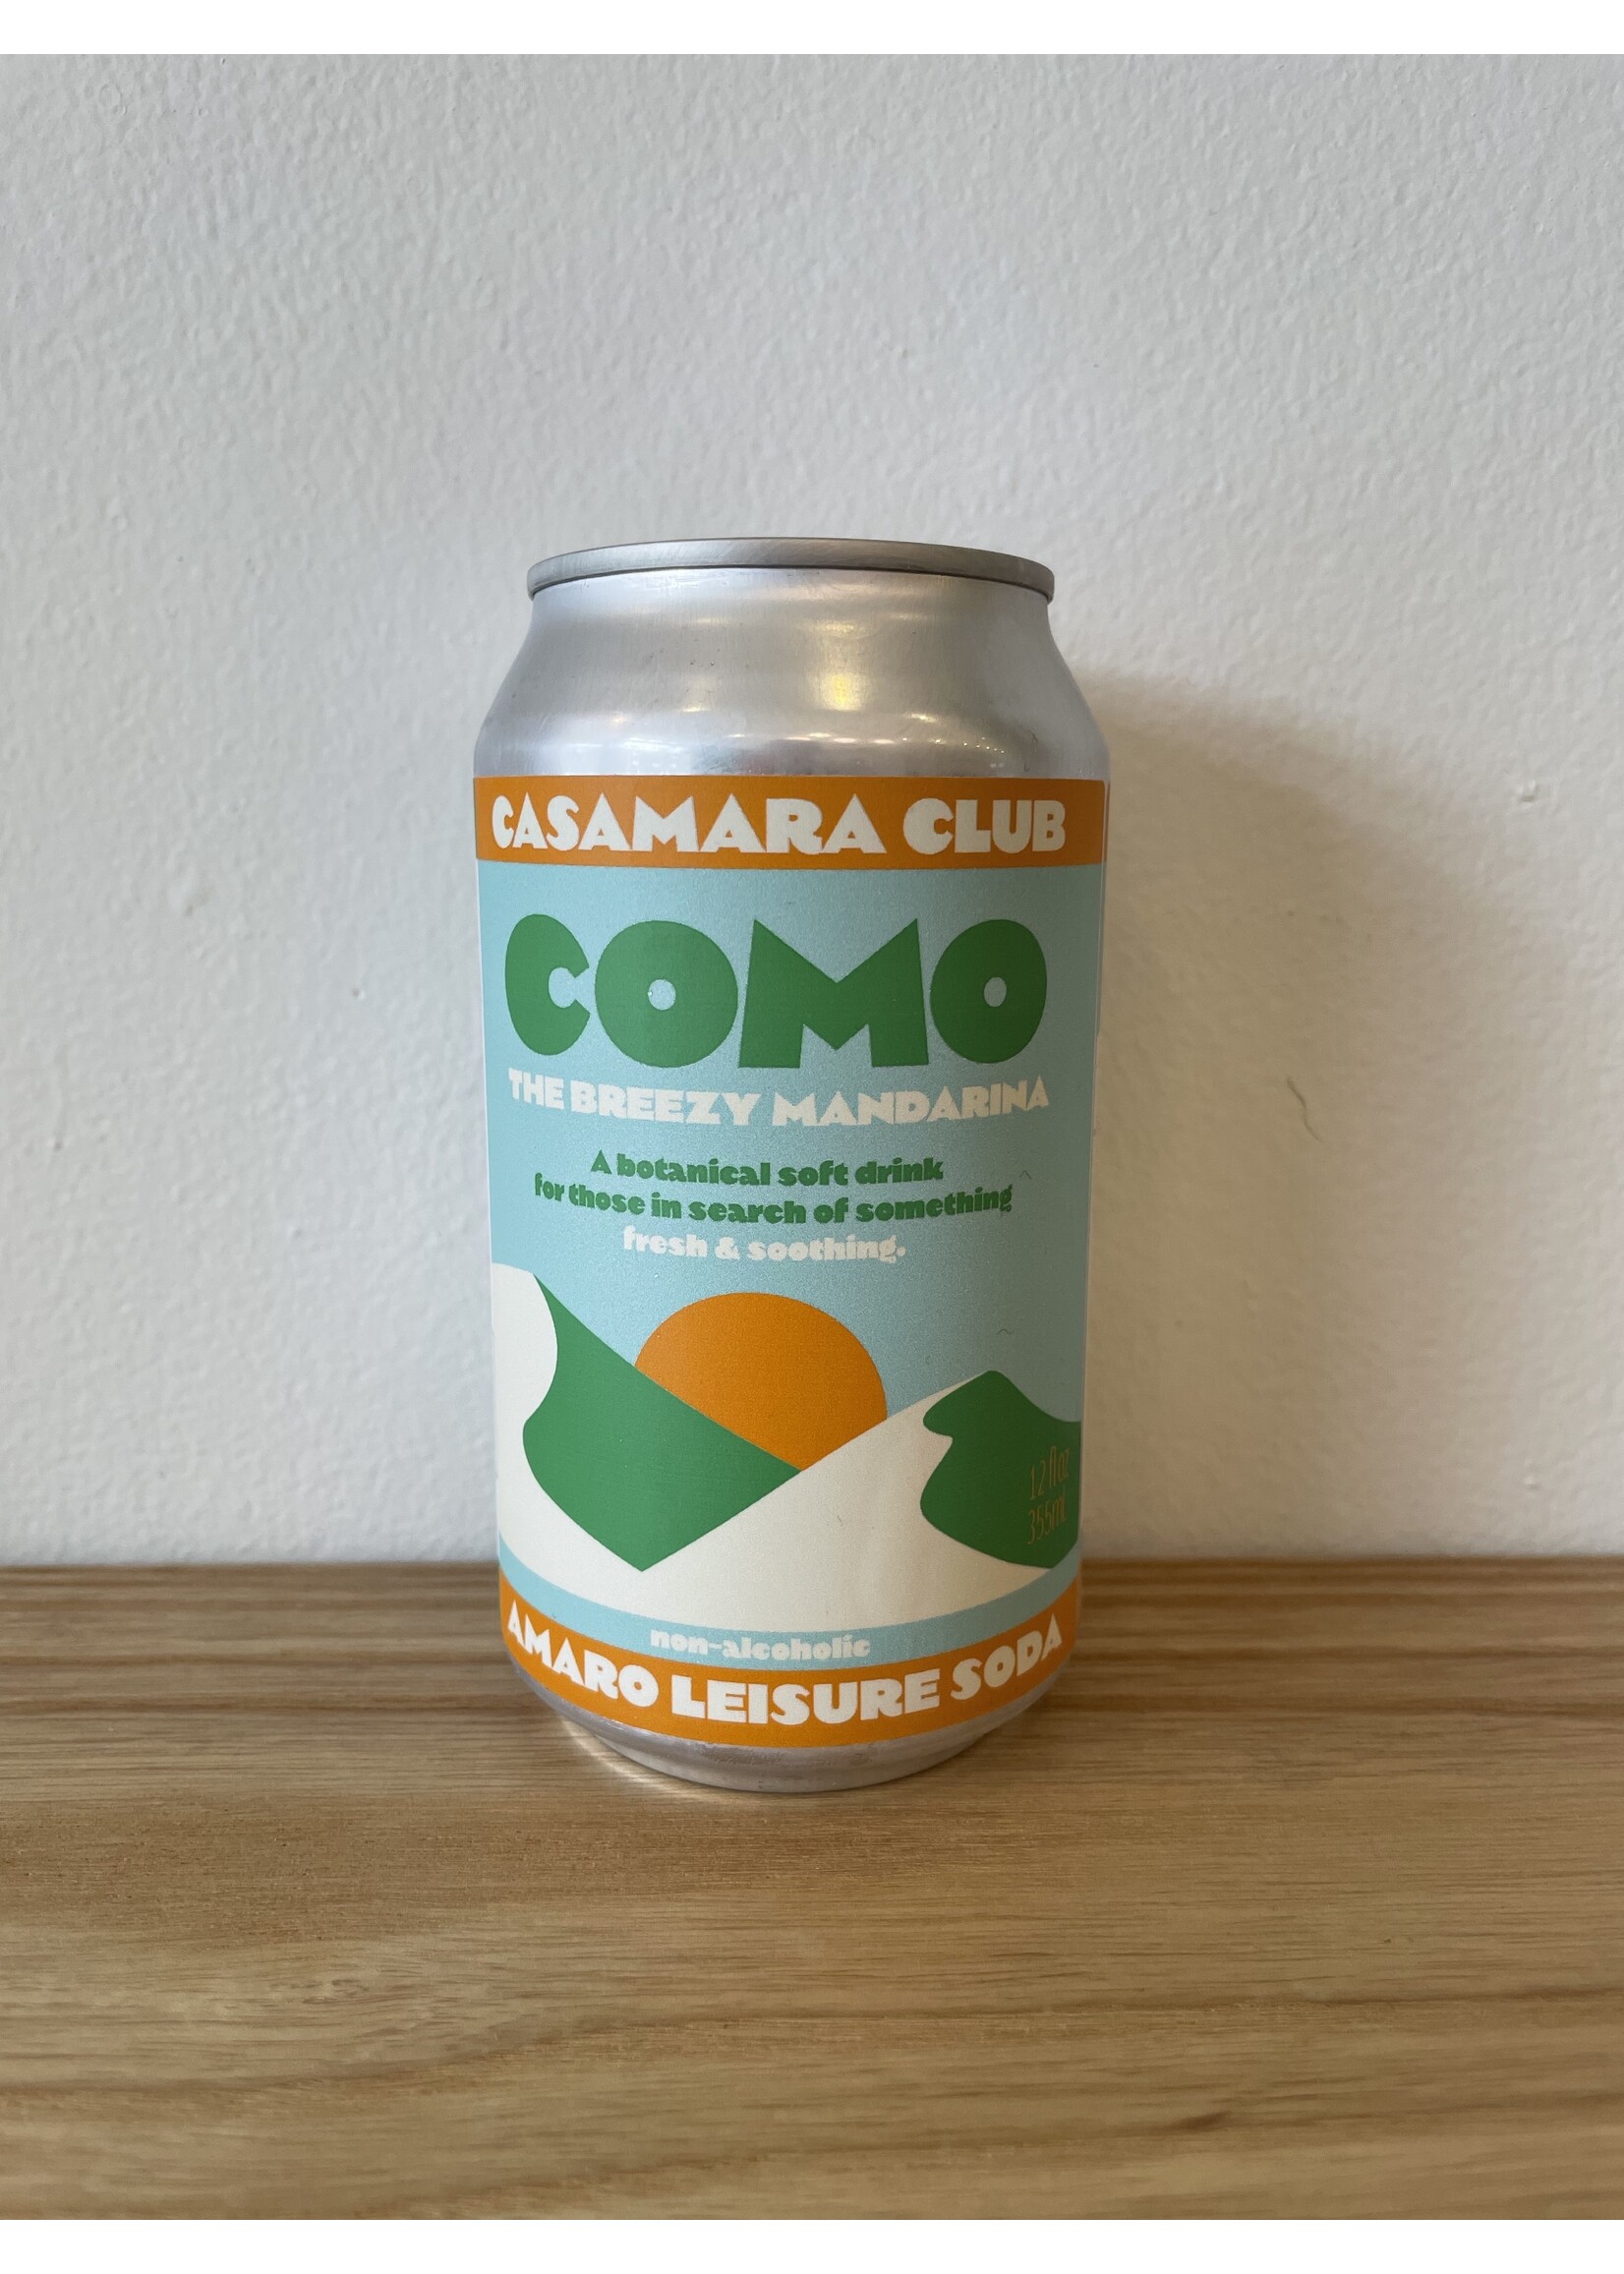 CASAMARA CLUB
COMO
THE BREEZY MANDARINA
A botanical soft drink
for those in search of something
fresh & soothing.
12 fl oz
355ml
non-alcoholic
AMARO LEISURE SODA